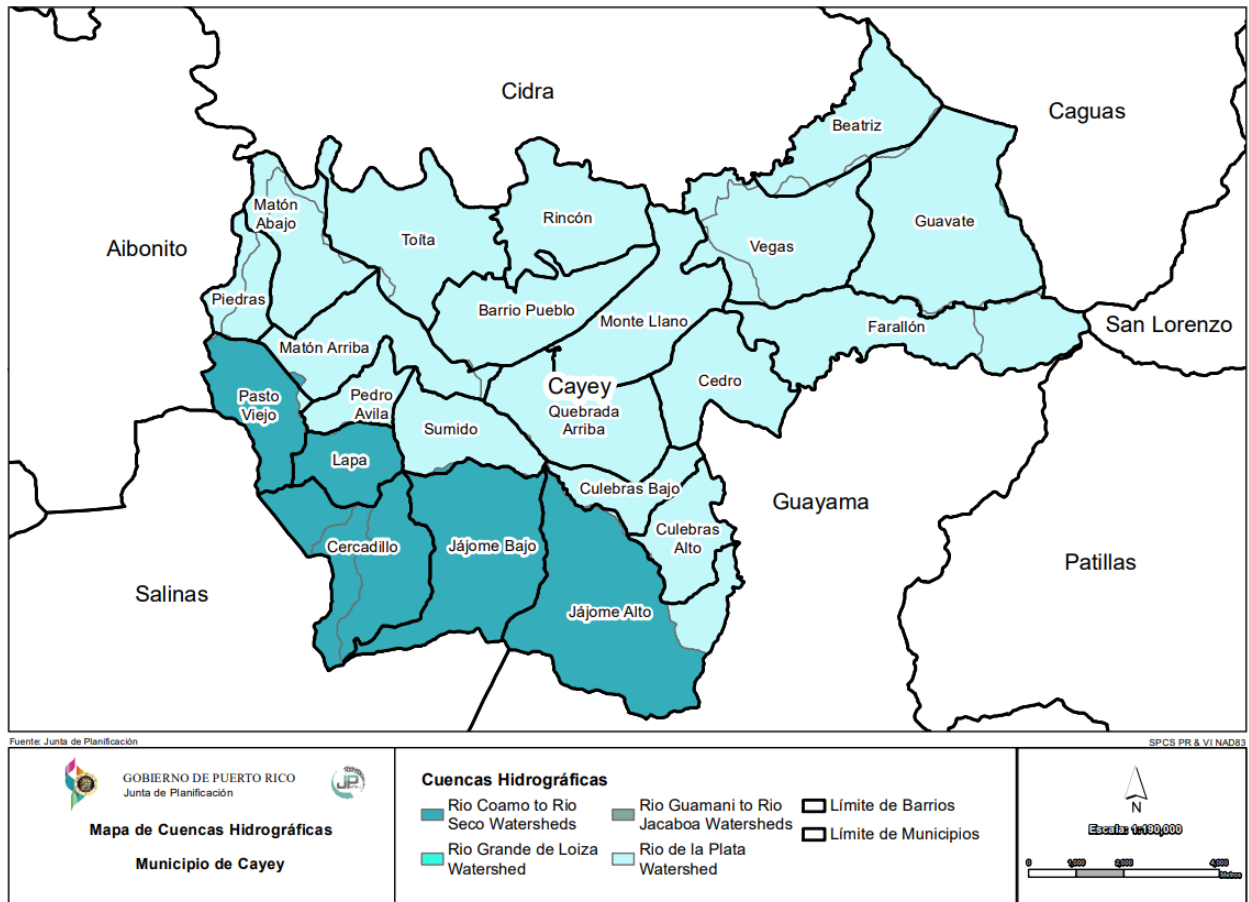 Cidra
Caguas
Beatriz
Matón
Abajo
Rincón
Guavate
Toíta
Vegas
Aibonito
Piedras
Barrio Pueblo
Monte Llano
Farallón
San Lorenzo
Matón Arriba
Cayey
Cedro
Pasto
Viejo
Pedro
Avila
Quebrada
Arriba
Sumido
Lapa
Culebras Bajo
Guayama
Culebras
Alto
Cercadillo
Jájome Bajo
Patillas
Salinas
Jájome Alto
Fuente: Junta de Planificación
SPCS PR & VI NAD83
GOBIERNO DE PUERTO RICO
Junta de Planificación
JP
Mapa de Cuencas Hidrográficas
Municipio de Cayey
Cuencas Hidrográficas
Rio Coamo to Rio
Seco Watersheds
Rio Grande de Loiza
Watershed
Rio Guamani to Rio
Jacaboa Watersheds
Rio de la Plata
Watershed
Límite de Barrios
Límite de Municipios
N
Escala: 1:190,000
0 1,000 2,000 4,000
Metros